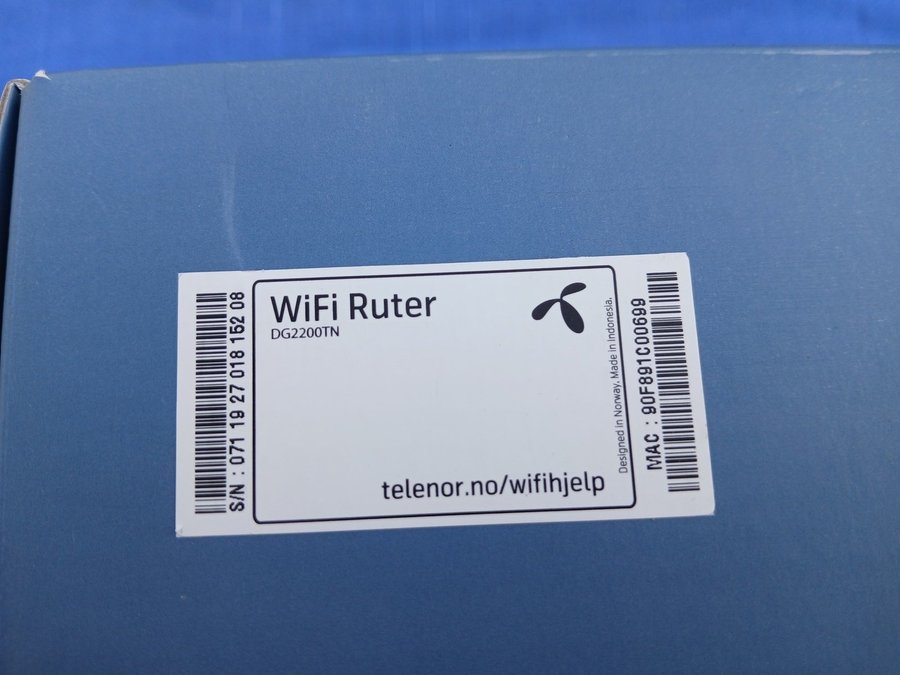 WiFi Ruter
DG2200TN
telenor.no/wifihjelp
S/N : 071 19 27 018 152 08
Designed in Norway. Made in Indonesia.
MAC : 90F891C00699